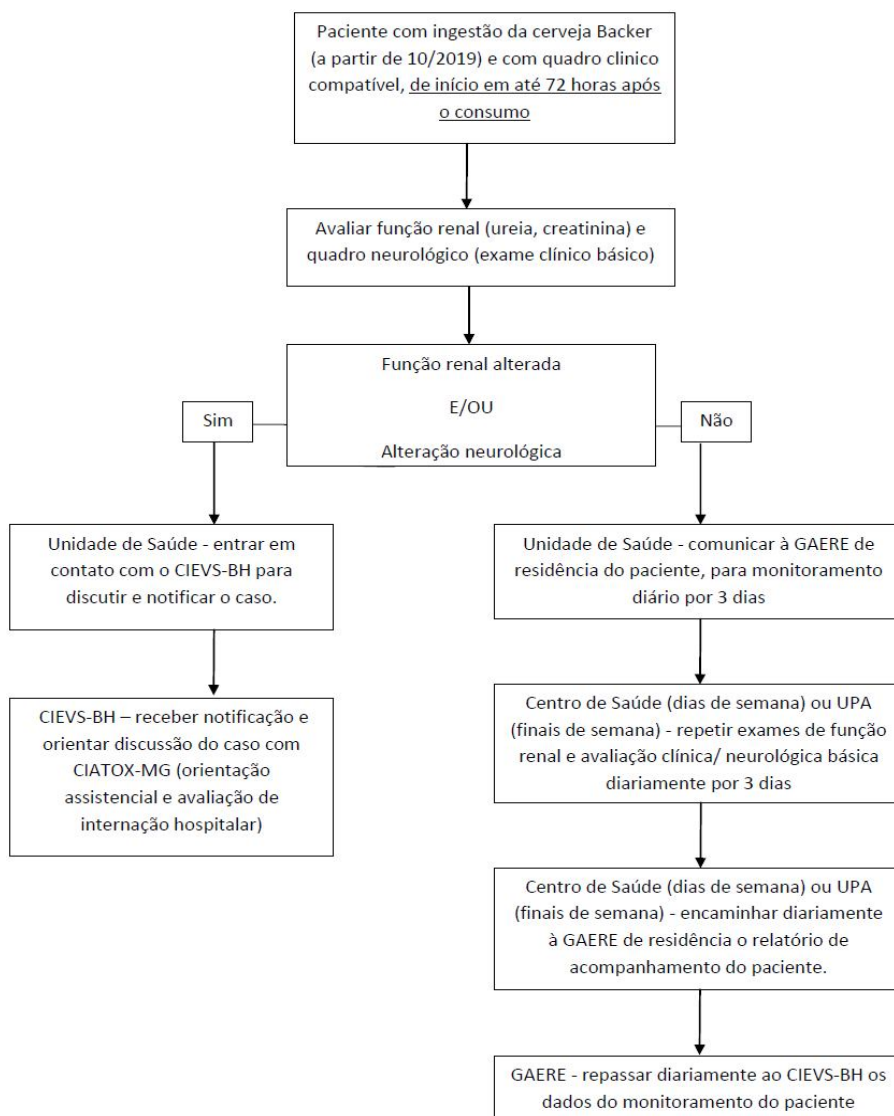 Paciente com ingestão da cerveja Backer
(a partir de 10/2019) e com quadro clinico
compatível, de início em até 72 horas após
o consumo
Avaliar função renal (ureia, creatinina) e
quadro neurológico (exame clínico básico)
Função renal alterada
E/OU
Alteração neurológica
Sim
Não
Unidade de Saúde - entrar em
contato com o CIEVS-BH para
discutir e notificar o caso.
CIEVS-BH – receber notificação e
orientar discussão do caso com
CIATOX-MG (orientação
assistencial e avaliação de
internação hospitalar)
Unidade de Saúde - comunicar à GAERE de
residência do paciente, para monitoramento
diário por 3 dias
Centro de Saúde (dias de semana) ou UPA
(finais de semana) - repetir exames de função
renal e avaliação clínica/ neurológica básica
diariamente por 3 dias
Centro de Saúde (dias de semana) ou UPA
(finais de semana) - encaminhar diariamente
à GAERE de residência o relatório de
acompanhamento do paciente.
GAERE - repassar diariamente ao CIEVS-BH os
dados do monitoramento do paciente